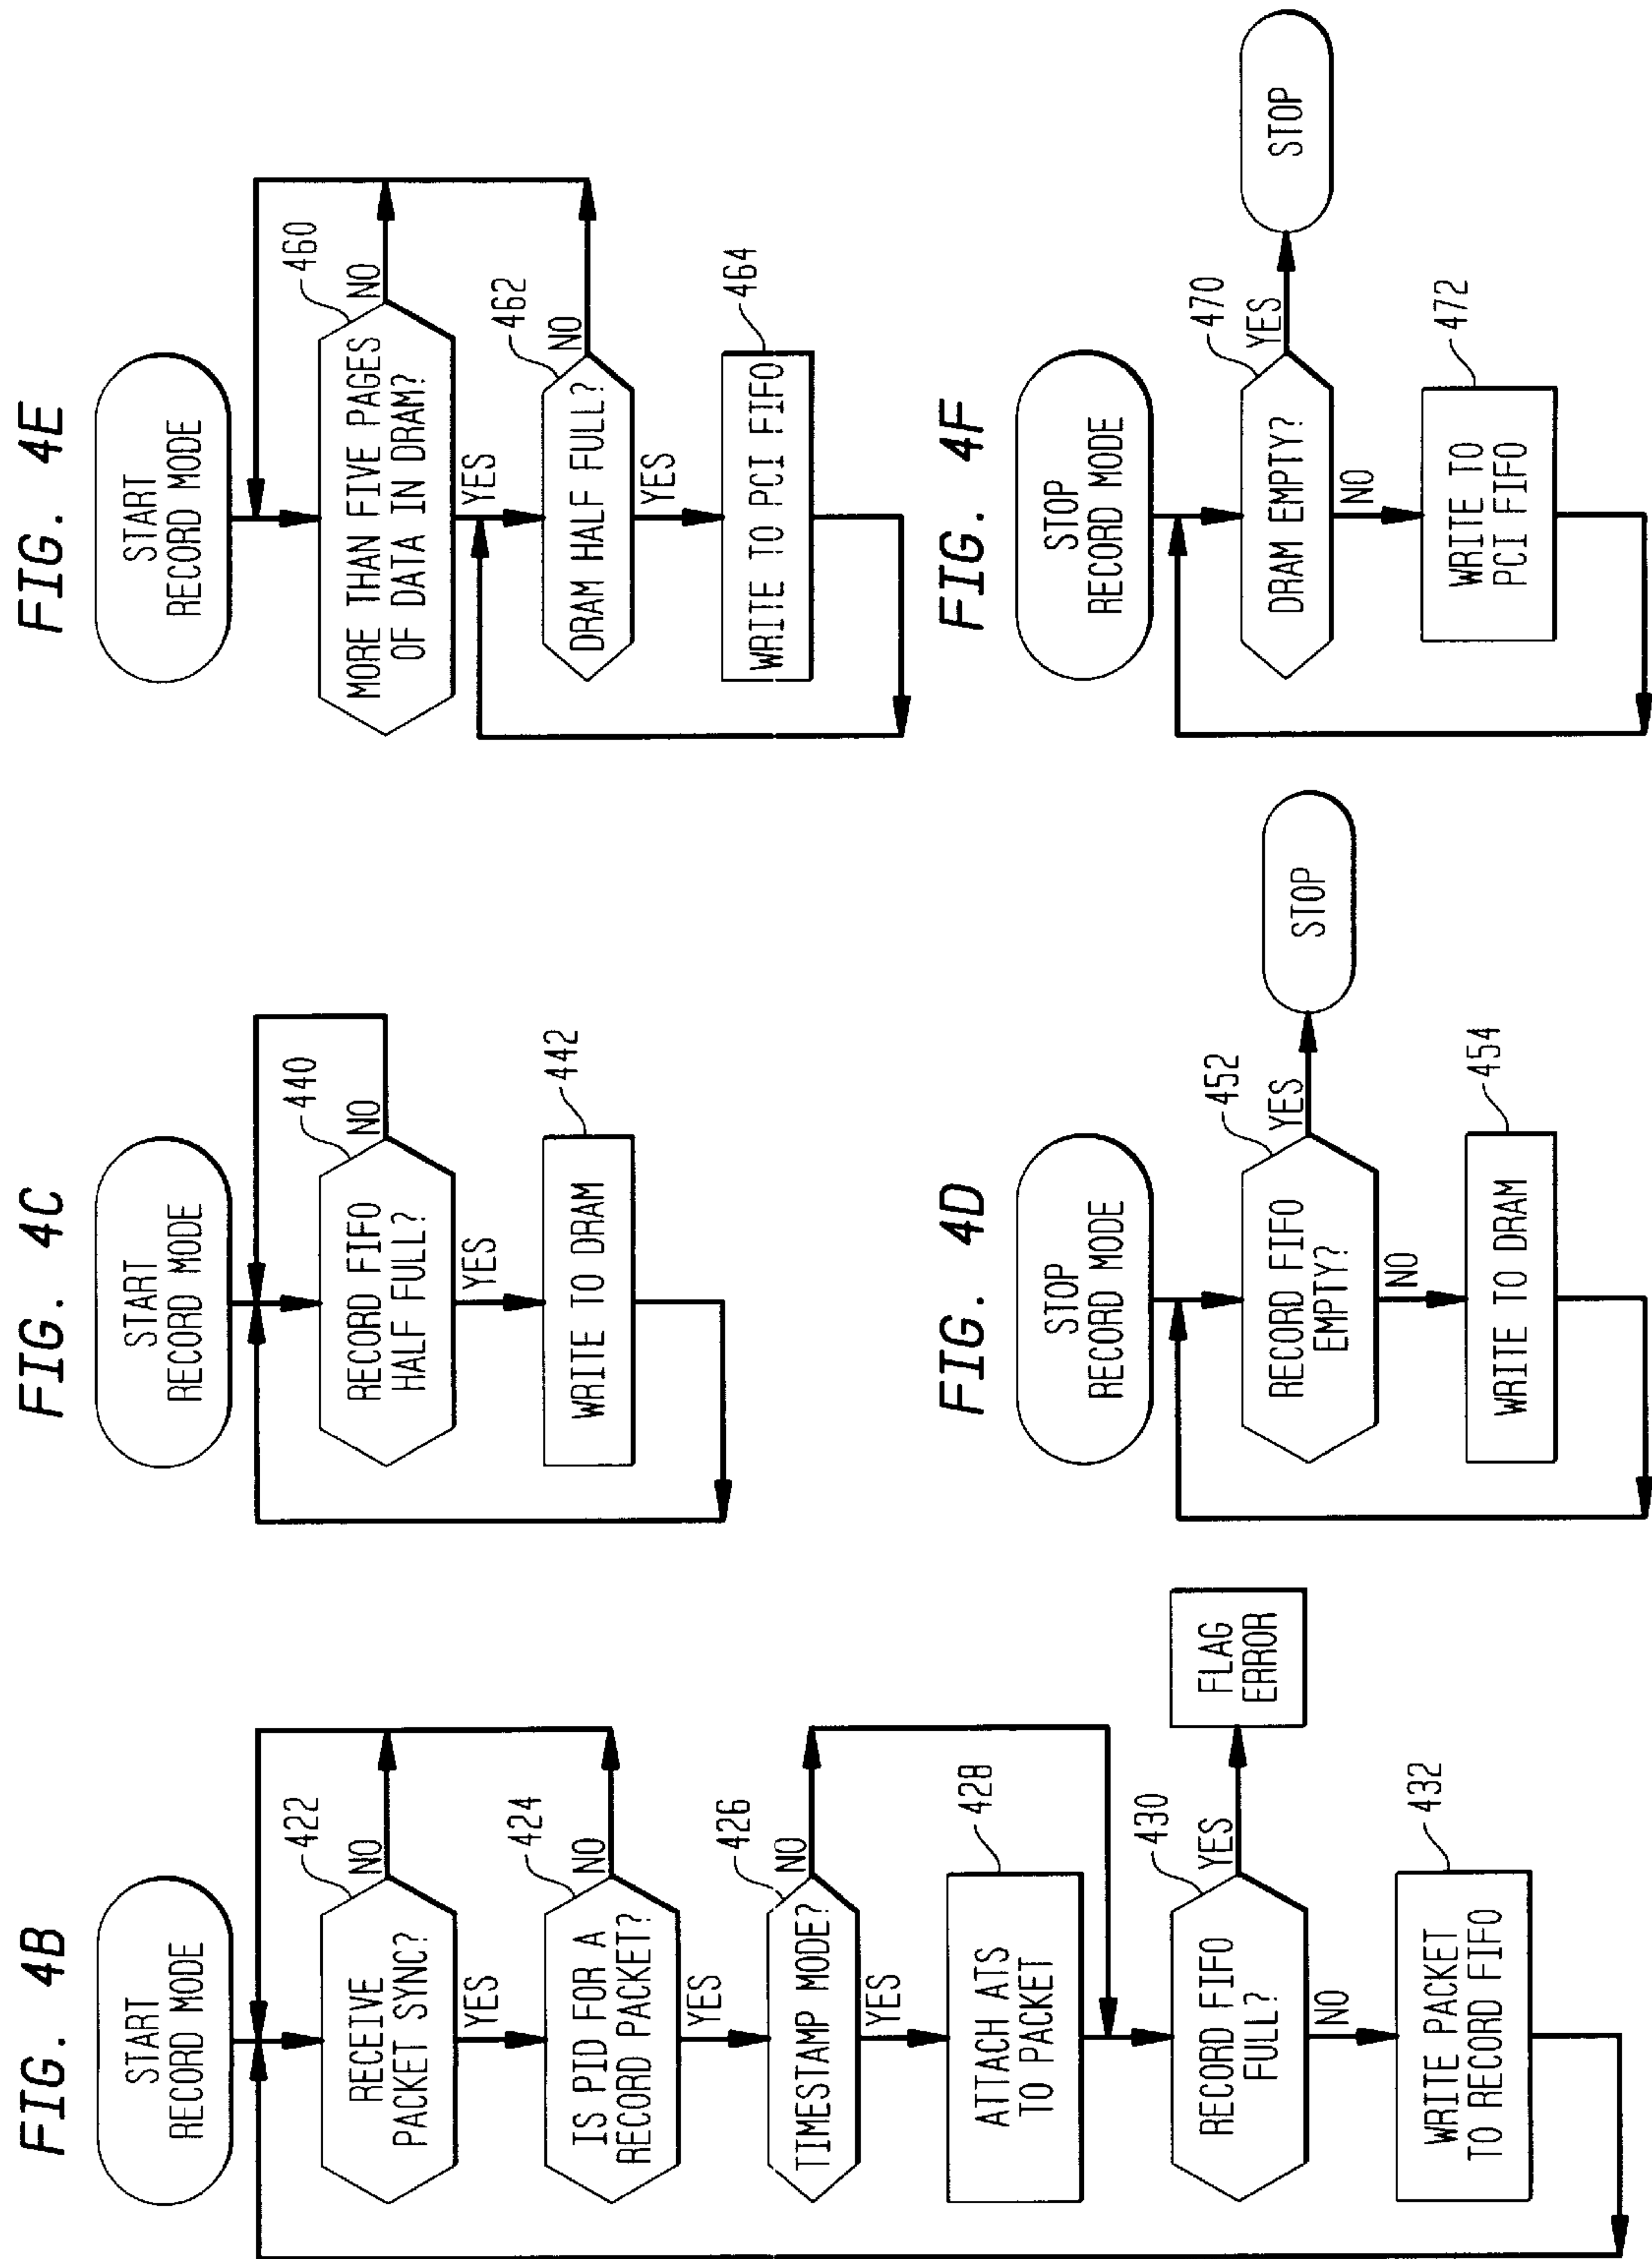 FIG. 4B
START
RECORD MODE
422
RECEIVE
PACKET SYNC?
NO
YES
424
IS PID FOR A
RECORD PACKET?
NO
YES
426
TIMESTAMP MODE?
NO
YES
428
ATTACH ATS
TO PACKET
430
RECORD FIFO
FULL?
YES
FLAG
ERROR
NO
432
WRITE PACKET
TO RECORD FIFO
FIG. 4C
START
RECORD MODE
440
RECORD FIFO
HALF FULL?
NO
YES
442
WRITE TO DRAM
FIG. 4D
STOP
RECORD MODE
452
RECORD FIFO
EMPTY?
YES
STOP
NO
454
WRITE TO DRAM
FIG. 4E
START
RECORD MODE
460
MORE THAN FIVE PAGES
OF DATA IN DRAM?
NO
YES
462
DRAM HALF FULL?
NO
YES
464
WRITE TO PCI FIFO
FIG. 4F
STOP
RECORD MODE
470
DRAM EMPTY?
YES
STOP
NO
472
WRITE TO
PCI FIFO